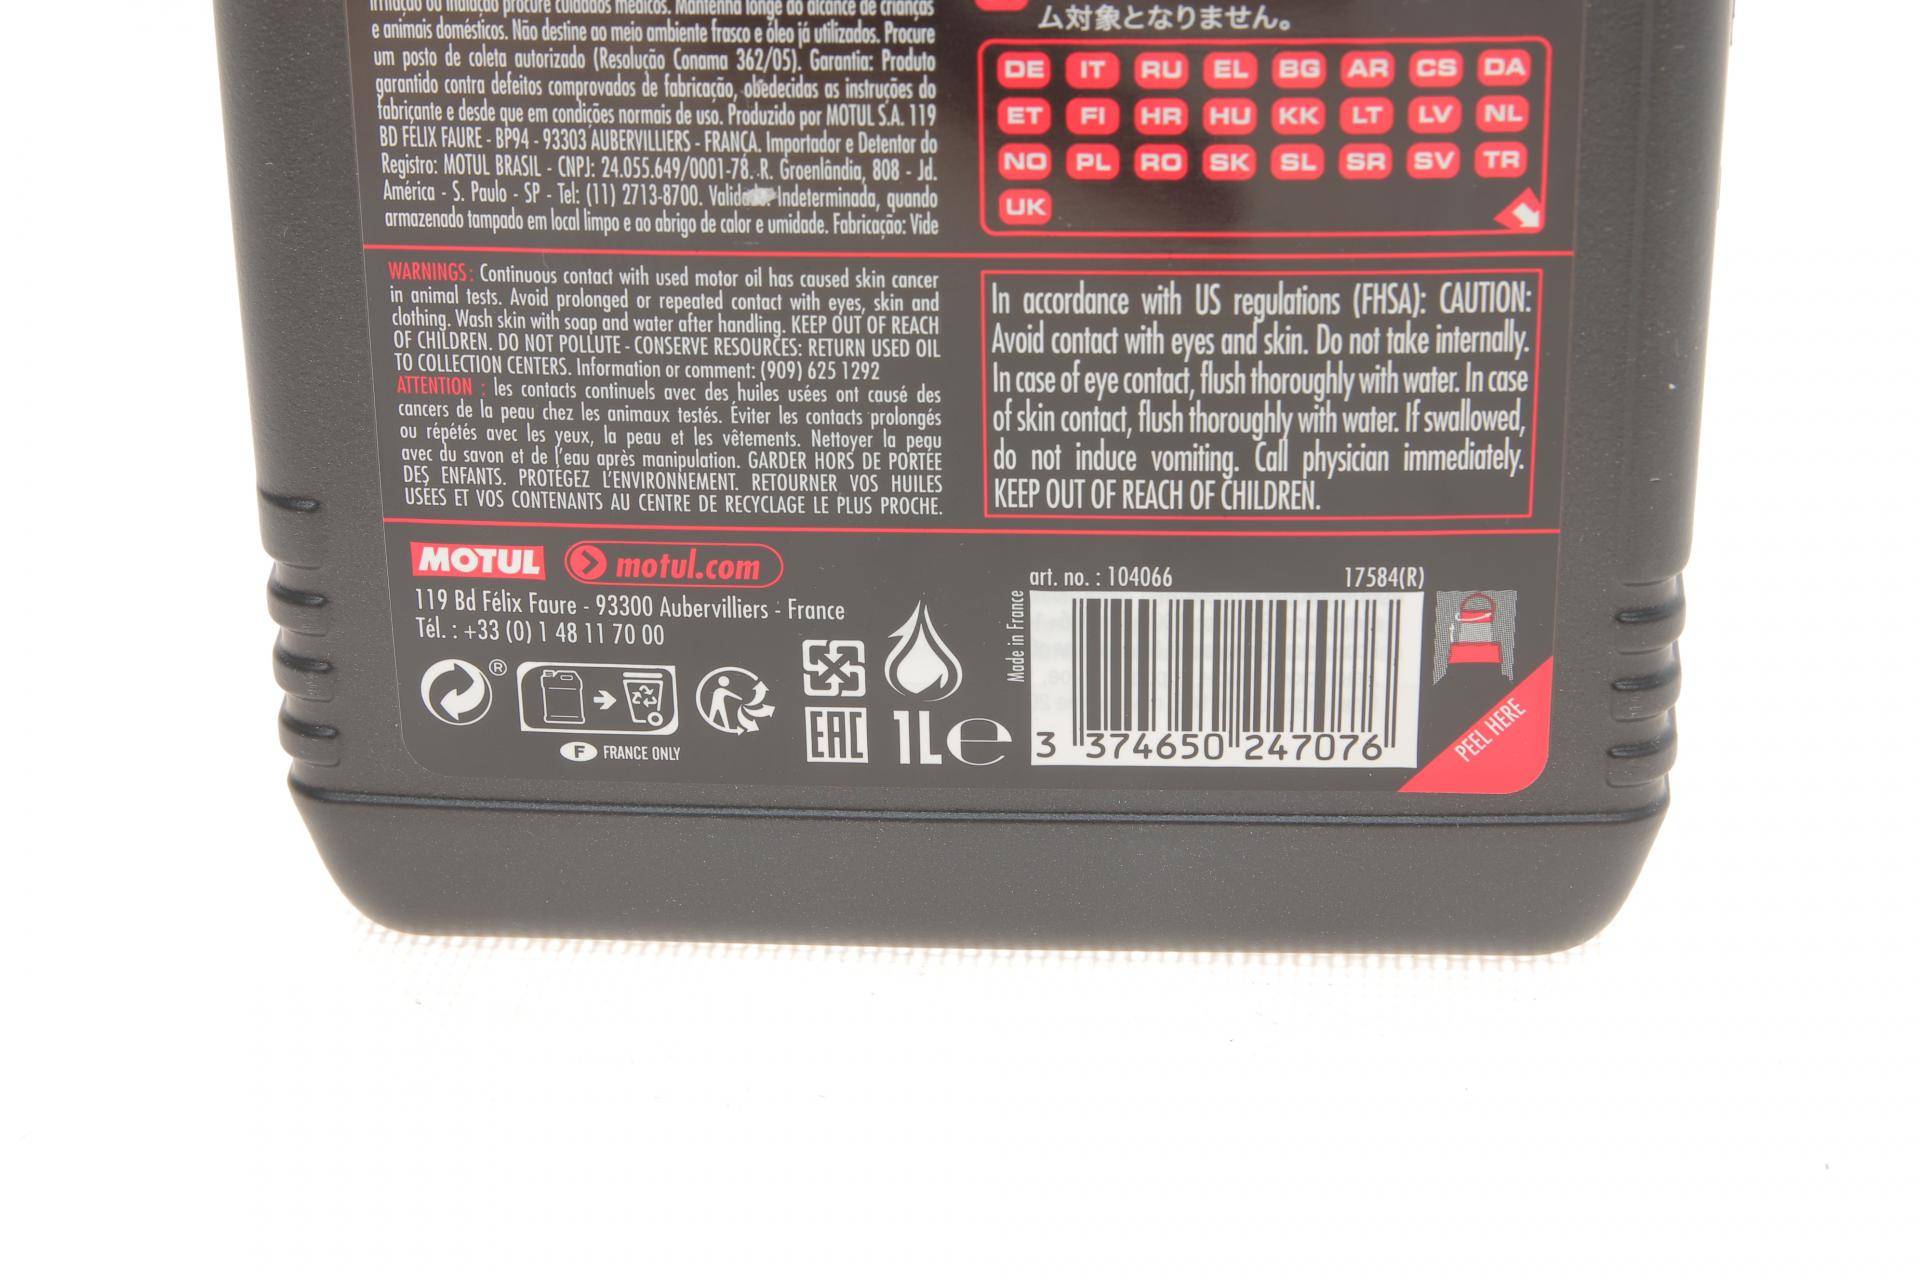 irritação ou inalação procure cuidados médicos. Mantenha longe do alcance de crianças
e animais domésticos. Não destine ao meio ambiente frasco e óleo já utilizados. Procure
um posto de coleta autorizado (Resolução Conama 362/05). Garantia: Produto
garantido contra defeitos comprovados de fabricação, obedecidas as instruções do
fabricante e desde que em condições normais de uso. Produzido por MOTUL S.A. 119
BD FÉLIX FAURE - BP94 - 93303 AUBERVILLIERS - FRANCA. Importador e Detentor do
Registro: MOTUL BRASIL - CNPJ: 24.055.649/0001-78. R. Groenlândia, 808 - Jd.
América - S. Paulo - SP - Tel: (11) 2713-8700. Validade: Indeterminada, quando
armazenado tampado em local limpo e ao abrigo de calor e umidade. Fabricação: Vide
ム対象となりません。
DE IT RU EL BG AR CS DA
ET FI HR HU KK LT LV NL
NO PL RO SK SL SR SV TR
UK
WARNINGS: Continuous contact with used motor oil has caused skin cancer
in animal tests. Avoid prolonged or repeated contact with eyes, skin and
clothing. Wash skin with soap and water after handling. KEEP OUT OF REACH
OF CHILDREN. DO NOT POLLUTE - CONSERVE RESOURCES: RETURN USED OIL
TO COLLECTION CENTERS. Information or comment: (909) 625 1292
ATTENTION : les contacts continuels avec des huiles usées ont causé des
cancers de la peau chez les animaux testés. Éviter les contacts prolongés
ou répétés avec les yeux, la peau et les vêtements. Nettoyer la peau
avec du savon et de l'eau après manipulation. GARDER HORS DE PORTÉE
DES ENFANTS. PROTÉGEZ L'ENVIRONNEMENT. RETOURNER VOS HUILES
USÉES ET VOS CONTENANTS AU CENTRE DE RECYCLAGE LE PLUS PROCHE.
In accordance with US regulations (FHSA): CAUTION:
Avoid contact with eyes and skin. Do not take internally.
In case of eye contact, flush thoroughly with water. In case
of skin contact, flush thoroughly with water. If swallowed,
do not induce vomiting. Call physician immediately.
KEEP OUT OF REACH OF CHILDREN.
MOTUL motul.com
119 Bd Félix Faure - 93300 Aubervilliers - France
Tél. : +33 (0) 1 48 11 70 00
®
F FRANCE ONLY
EAC 1L e
Made in France
art. no. : 104066 17584(R)
3 374650 247076
PEEL HERE